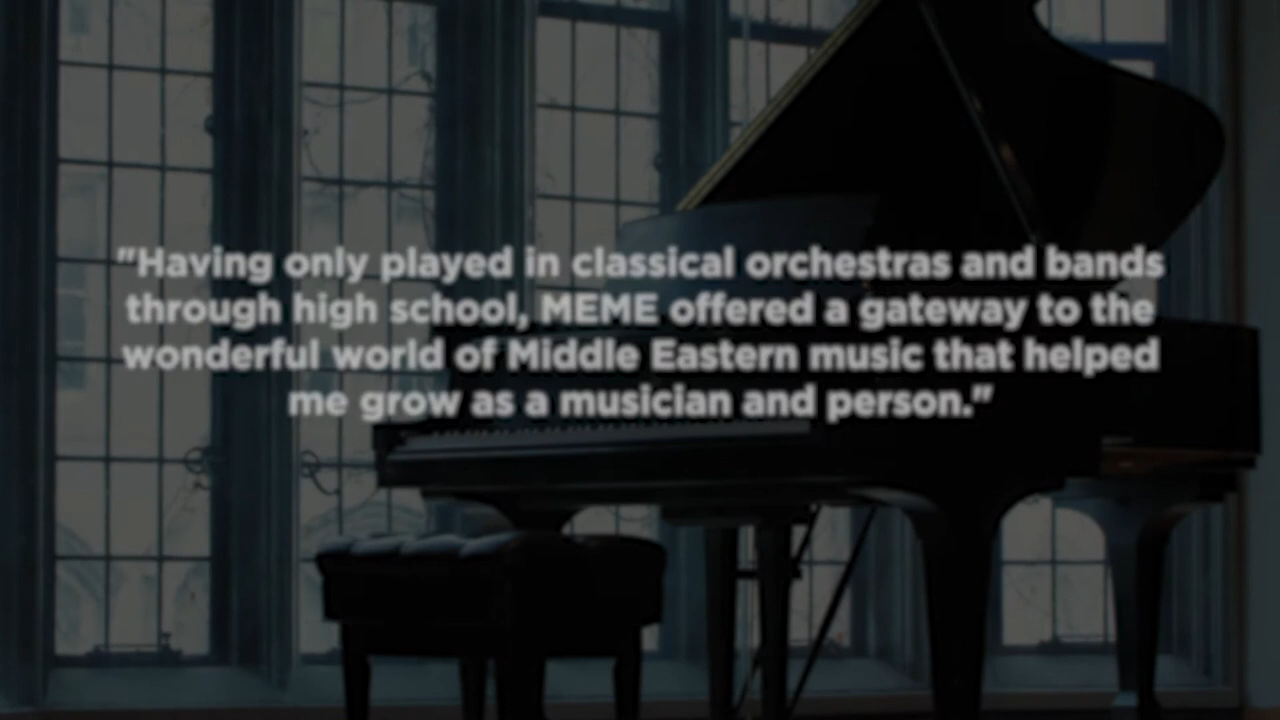 "Having only played in classical orchestras and bands
through high school, MEME offered a gateway to the
wonderful world of Middle Eastern music that helped
me grow as a musician and person."